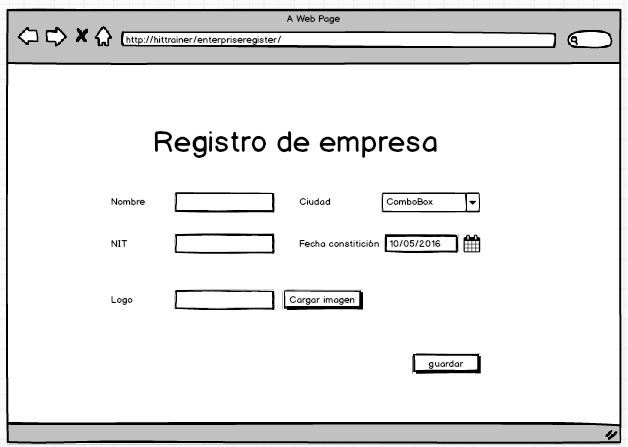 A Web Page
http://hittrainer/enterpriseregister/
Registro de empresa
Nombre
Ciudad
ComboBox
NIT
Fecha constitición
10/05/2016
Logo
Cargar imagen
guardar